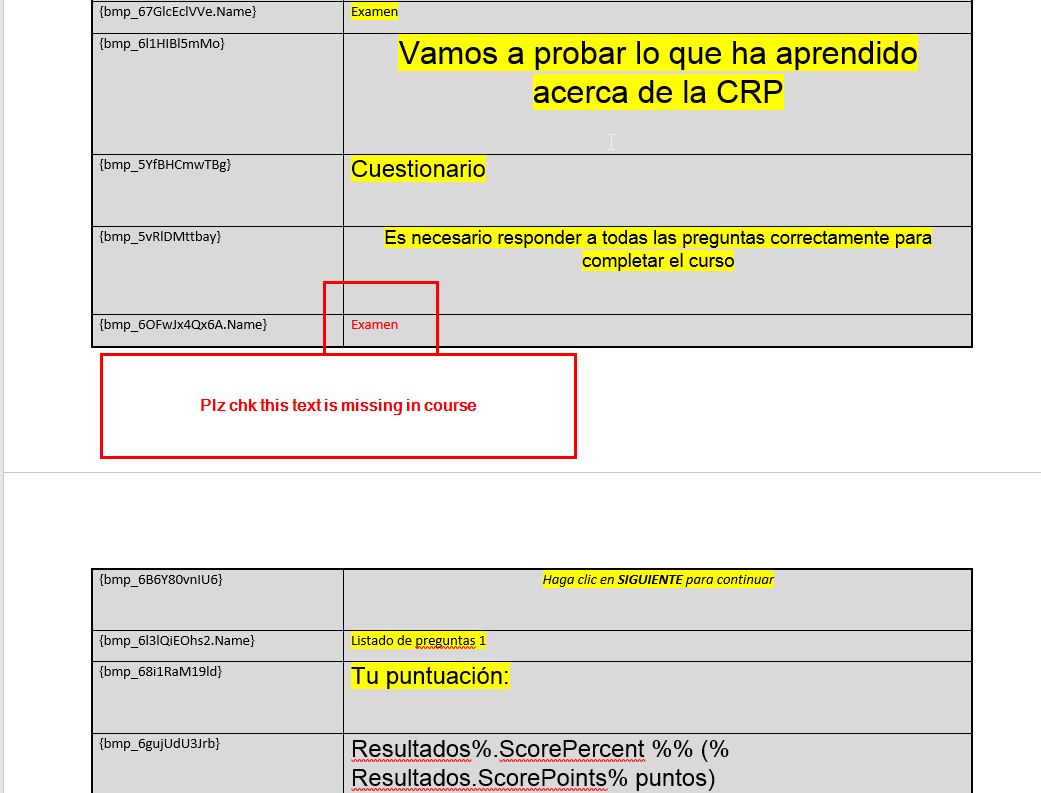 {bmp_67GlcEclVVe.Name} Examen
{bmp_6l1HIBl5mMo} Vamos a probar lo que ha aprendido
acerca de la CRP
{bmp_5YfBHCmwTBg} Cuestionario
{bmp_5vRlDMttbay} Es necesario responder a todas las preguntas correctamente para
completar el curso
{bmp_6OFwJx4Qx6A.Name} Examen
Plz chk this text is missing in course
{bmp_6B6Y80vnIU6} Haga clic en SIGUIENTE para continuar
{bmp_6l3lQiEOhs2.Name} Listado de preguntas 1
{bmp_68i1RaM19ld} Tu puntuación:
{bmp_6gujUdU3Jrb} Resultados%.ScorePercent %% (%
Resultados.ScorePoints% puntos)